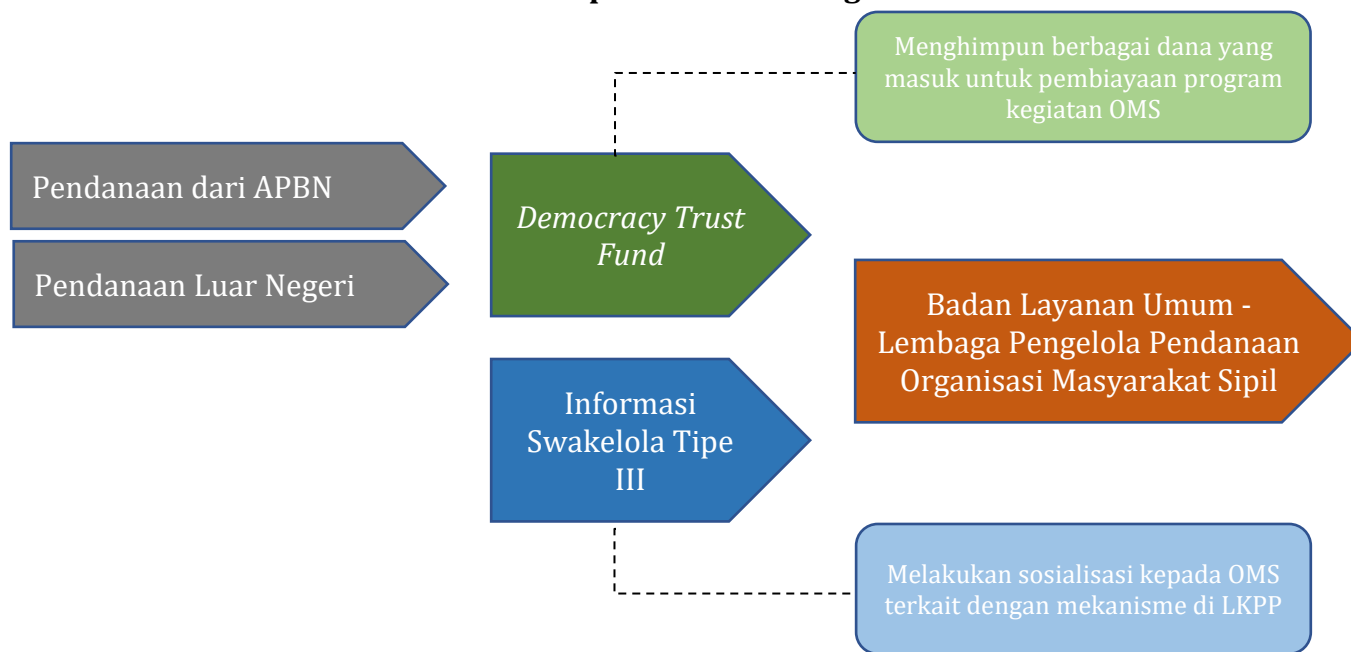 Menghimpun berbagai dana yang
masuk untuk pembiayaan program
kegiatan OMS
Pendanaan dari APBN
Pendanaan Luar Negeri
Democracy Trust
Fund
Badan Layanan Umum -
Lembaga Pengelola Pendanaan
Organisasi Masyarakat Sipil
Informasi
Swakelola Tipe
III
Melakukan sosialisasi kepada OMS
terkait dengan mekanisme di LKPP